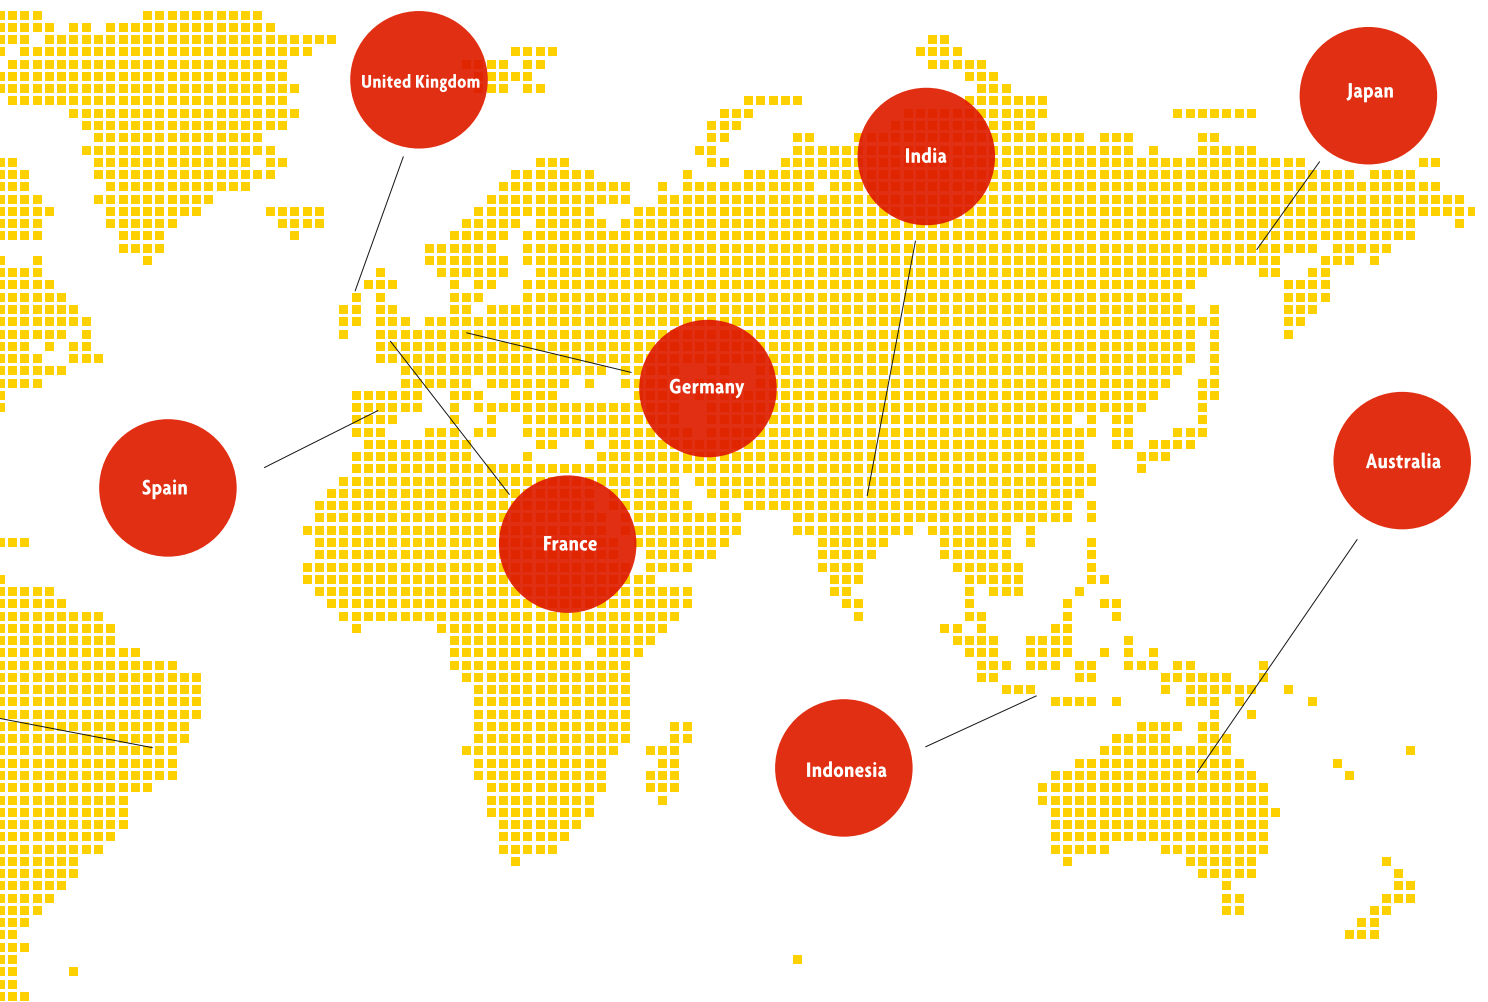 United Kingdom
Japan
India
Germany
Australia
Spain
France
Indonesia